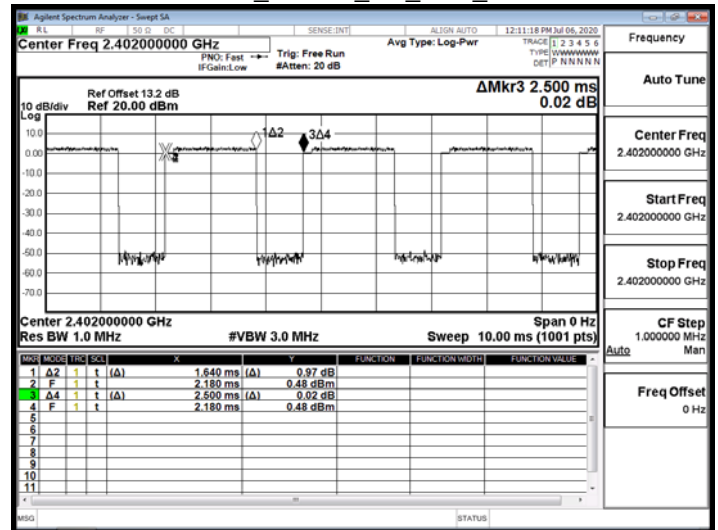 Agilent Spectrum Analyzer - Swept SA
RL RF 50 Ω DC SENSE:INT ALIGN AUTO 12:11:18 PM Jul 06, 2020
Center Freq 2.402000000 GHz Avg Type: Log-Pwr TRACE 1 2 3 4 5 6
PNO: Fast Trig: Free Run TYPE WWWWWW
IFGain:Low #Atten: 20 dB DET P N N N N N
Frequency
ΔMkr3 2.500 ms
0.02 dB
Ref Offset 13.2 dB
10 dB/div Ref 20.00 dBm
Log
10.0
0.00
-10.0
-20.0
-30.0
-40.0
-50.0
-60.0
-70.0
1Δ2
3Δ4
Center 2.402000000 GHz Span 0 Hz
Res BW 1.0 MHz #VBW 3.0 MHz Sweep 10.00 ms (1001 pts)
MKR MODE TRC SCL X Y FUNCTION FUNCTION WIDTH FUNCTION VALUE
1 Δ2 1 t (Δ) 1.640 ms (Δ) 0.97 dB
2 F 1 t 2.180 ms 0.48 dBm
3 Δ4 1 t (Δ) 2.500 ms (Δ) 0.02 dB
4 F 1 t 2.180 ms 0.48 dBm
5
6
7
8
9
10
11
MSG STATUS
Auto Tune
Center Freq
2.402000000 GHz
Start Freq
2.402000000 GHz
Stop Freq
2.402000000 GHz
CF Step
1.000000 MHz
Auto Man
Freq Offset
0 Hz